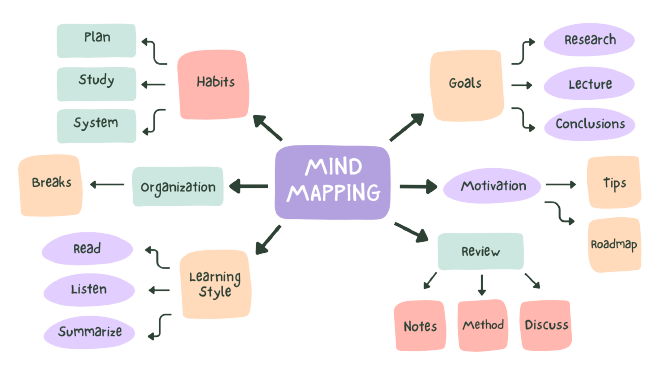 MIND
MAPPING
Habits
Plan
Study
System
Organization
Breaks
Learning
Style
Read
Listen
Summarize
Goals
Research
Lecture
Conclusions
Motivation
Tips
Roadmap
Review
Notes
Method
Discuss